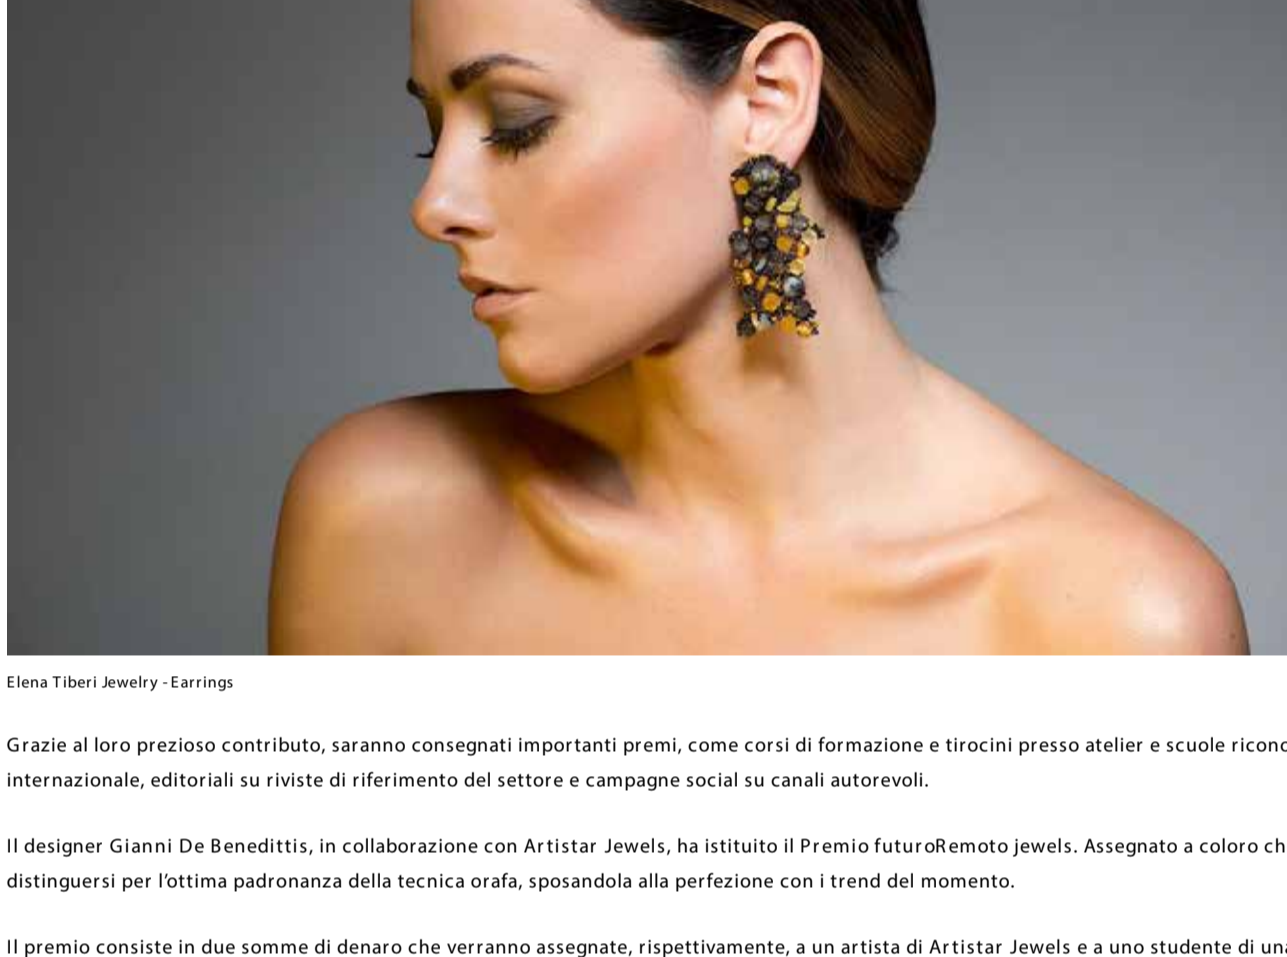 Elena Tiberi Jewelry - Earrings
Grazie al loro prezioso contributo, saranno consegnati importanti premi, come corsi di formazione e tirocini presso atelier e scuole ricono
internazionale, editoriali su riviste di riferimento del settore e campagne social su canali autorevoli.
Il designer Gianni De Benedittis, in collaborazione con Artistar Jewels, ha istituito il Premio futuroRemoto jewels. Assegnato a coloro ch
distinguersi per l’ottima padronanza della tecnica orafa, sposandola alla perfezione con i trend del momento.
Il premio consiste in due somme di denaro che verranno assegnate, rispettivamente, a un artista di Artistar Jewels e a uno studente di una